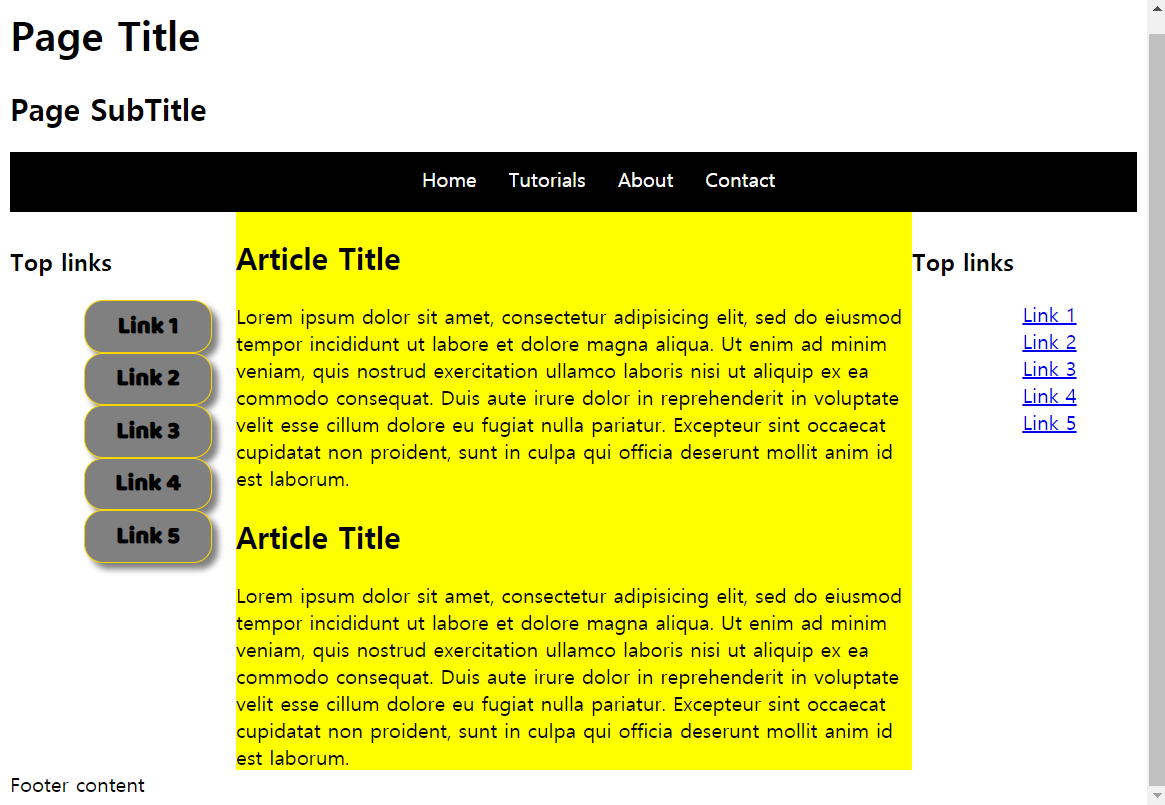 Page Title
Page SubTitle
Home Tutorials About Contact
Top links
Link 1
Link 2
Link 3
Link 4
Link 5
Article Title
Lorem ipsum dolor sit amet, consectetur adipisicing elit, sed do eiusmod
tempor incididunt ut labore et dolore magna aliqua. Ut enim ad minim
veniam, quis nostrud exercitation ullamco laboris nisi ut aliquip ex ea
commodo consequat. Duis aute irure dolor in reprehenderit in voluptate
velit esse cillum dolore eu fugiat nulla pariatur. Excepteur sint occaecat
cupidatat non proident, sunt in culpa qui officia deserunt mollit anim id
est laborum.
Article Title
Lorem ipsum dolor sit amet, consectetur adipisicing elit, sed do eiusmod
tempor incididunt ut labore et dolore magna aliqua. Ut enim ad minim
veniam, quis nostrud exercitation ullamco laboris nisi ut aliquip ex ea
commodo consequat. Duis aute irure dolor in reprehenderit in voluptate
velit esse cillum dolore eu fugiat nulla pariatur. Excepteur sint occaecat
cupidatat non proident, sunt in culpa qui officia deserunt mollit anim id
est laborum.
Top links
Link 1
Link 2
Link 3
Link 4
Link 5
Footer content